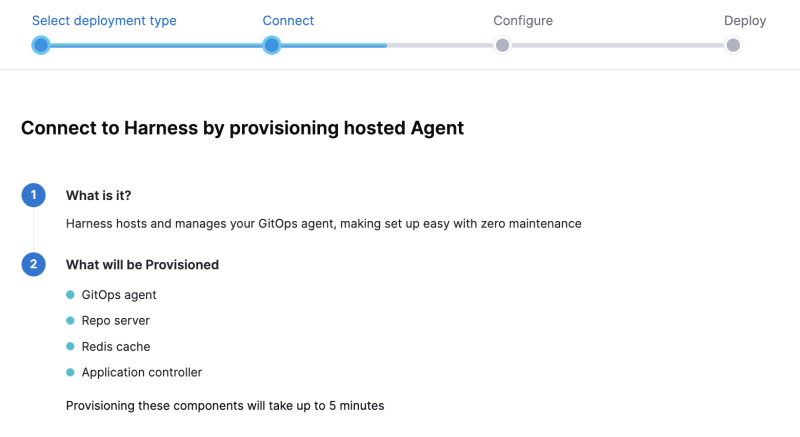 Select deployment type Connect Configure Deploy
Connect to Harness by provisioning hosted Agent
1 What is it?
Harness hosts and manages your GitOps agent, making set up easy with zero maintenance
2 What will be Provisioned
GitOps agent
Repo server
Redis cache
Application controller
Provisioning these components will take up to 5 minutes